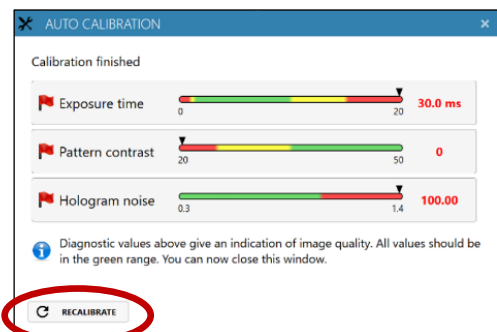 AUTO CALIBRATION
Calibration finished
Exposure time 0 20 30.0 ms
Pattern contrast 20 50 0
Hologram noise 0.3 1.4 100.00
Diagnostic values above give an indication of image quality. All values should be
in the green range. You can now close this window.
RECALIBRATE